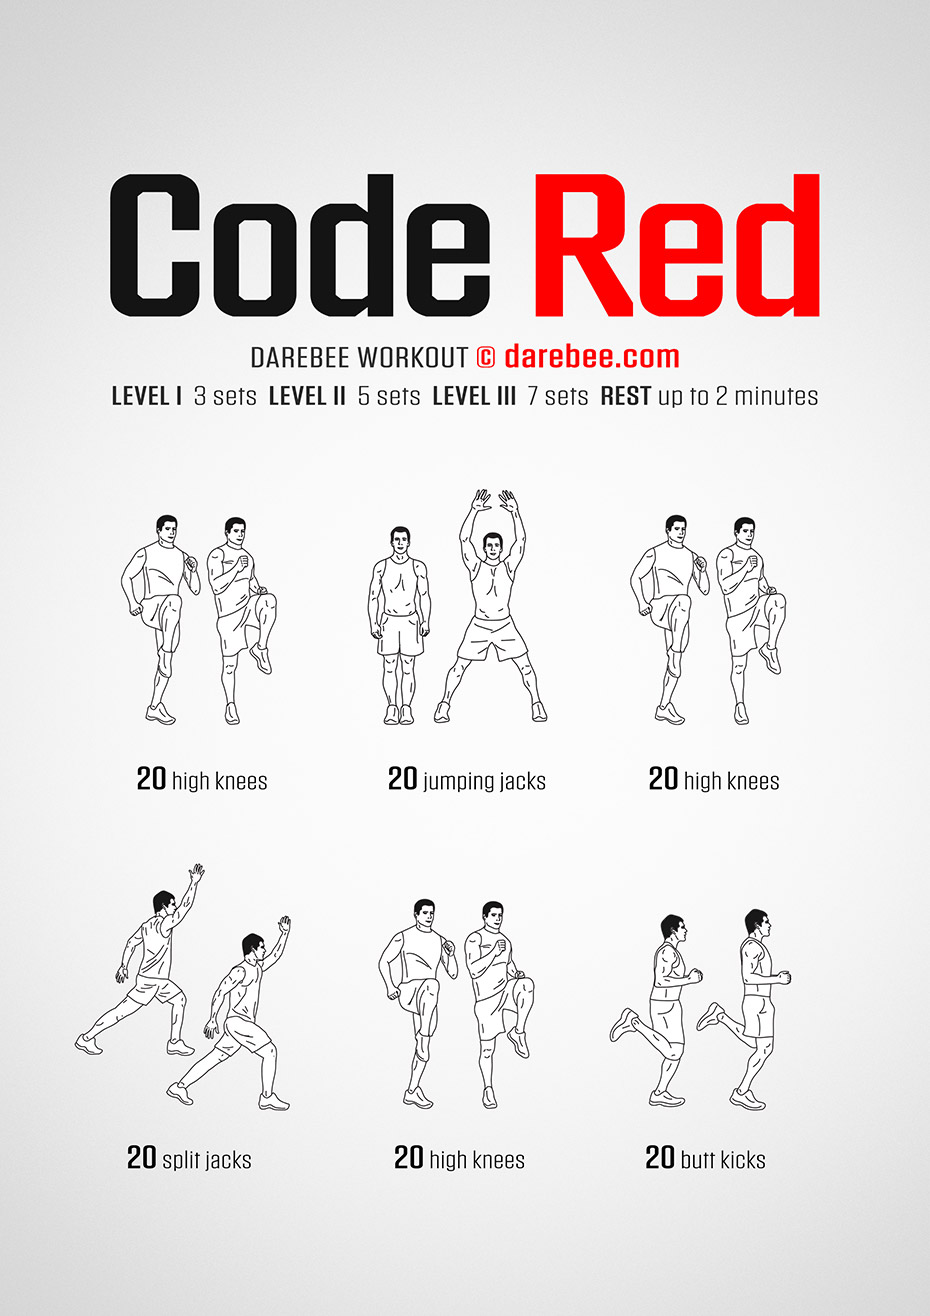 Code Red
DAREBEE WORKOUT © darebee.com
LEVEL I 3 sets LEVEL II 5 sets LEVEL III 7 sets REST up to 2 minutes
20 high knees
20 jumping jacks
20 high knees
20 split jacks
20 high knees
20 butt kicks